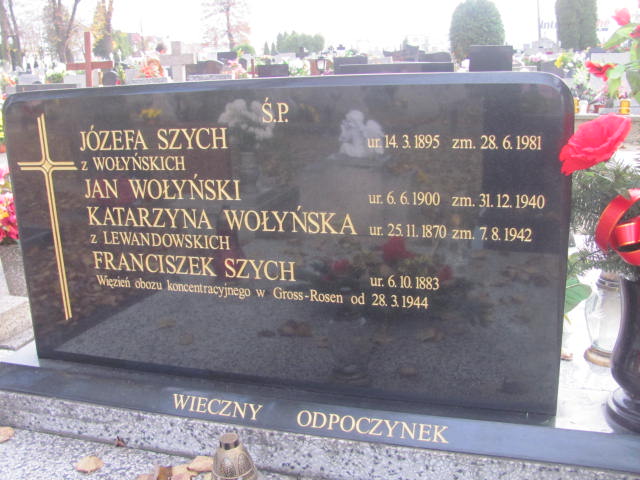 Ś.P.
JÓZEFA SZYCH ur. 14.3.1895 zm. 28.6.1981
z WOŁYŃSKICH
JAN WOŁYŃSKI ur. 6.6.1900 zm. 31.12.1940
KATARZYNA WOŁYŃSKA ur. 25.11.1870 zm. 7.8.1942
z LEWANDOWSKICH
FRANCISZEK SZYCH ur. 6.10.1883
Więzień obozu koncentracyjnego w Gross-Rosen od 28.3.1944
WIECZNY ODPOCZYNEK